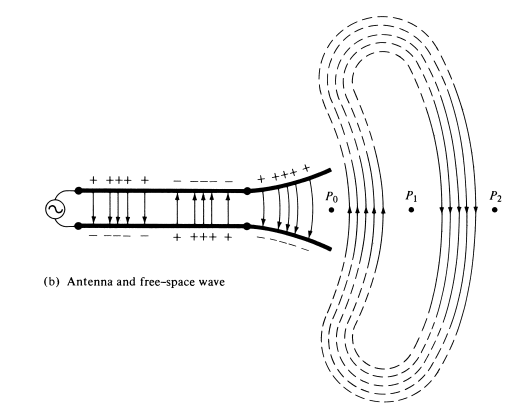 + +++ + − −−− − + +++ +
P0 P1 P2
− −−− − + +++ + −−−−−
(b) Antenna and free-space wave